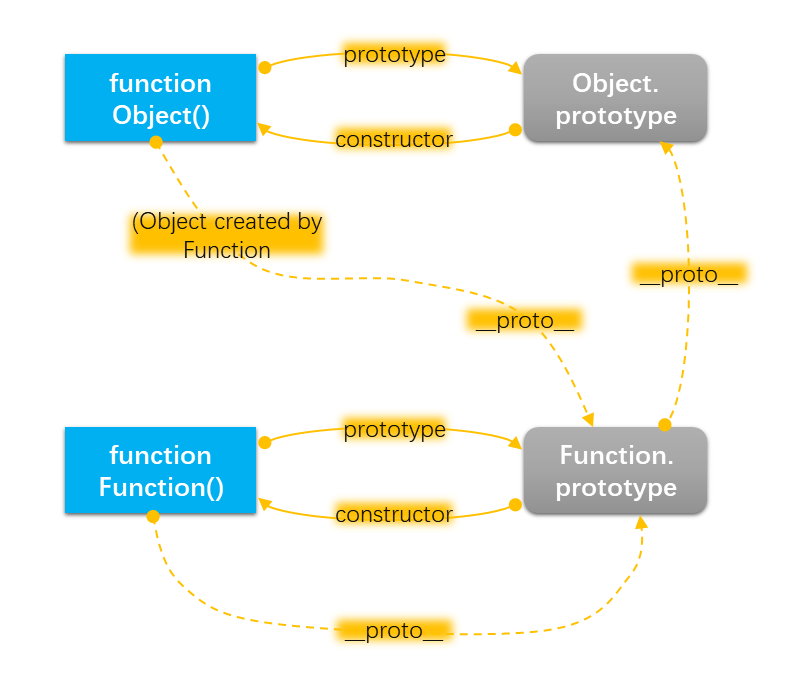 prototype
function
Object()
Object.
prototype
constructor
(Object created by
Function
__proto__
__proto__
prototype
function
Function()
Function.
prototype
constructor
__proto__